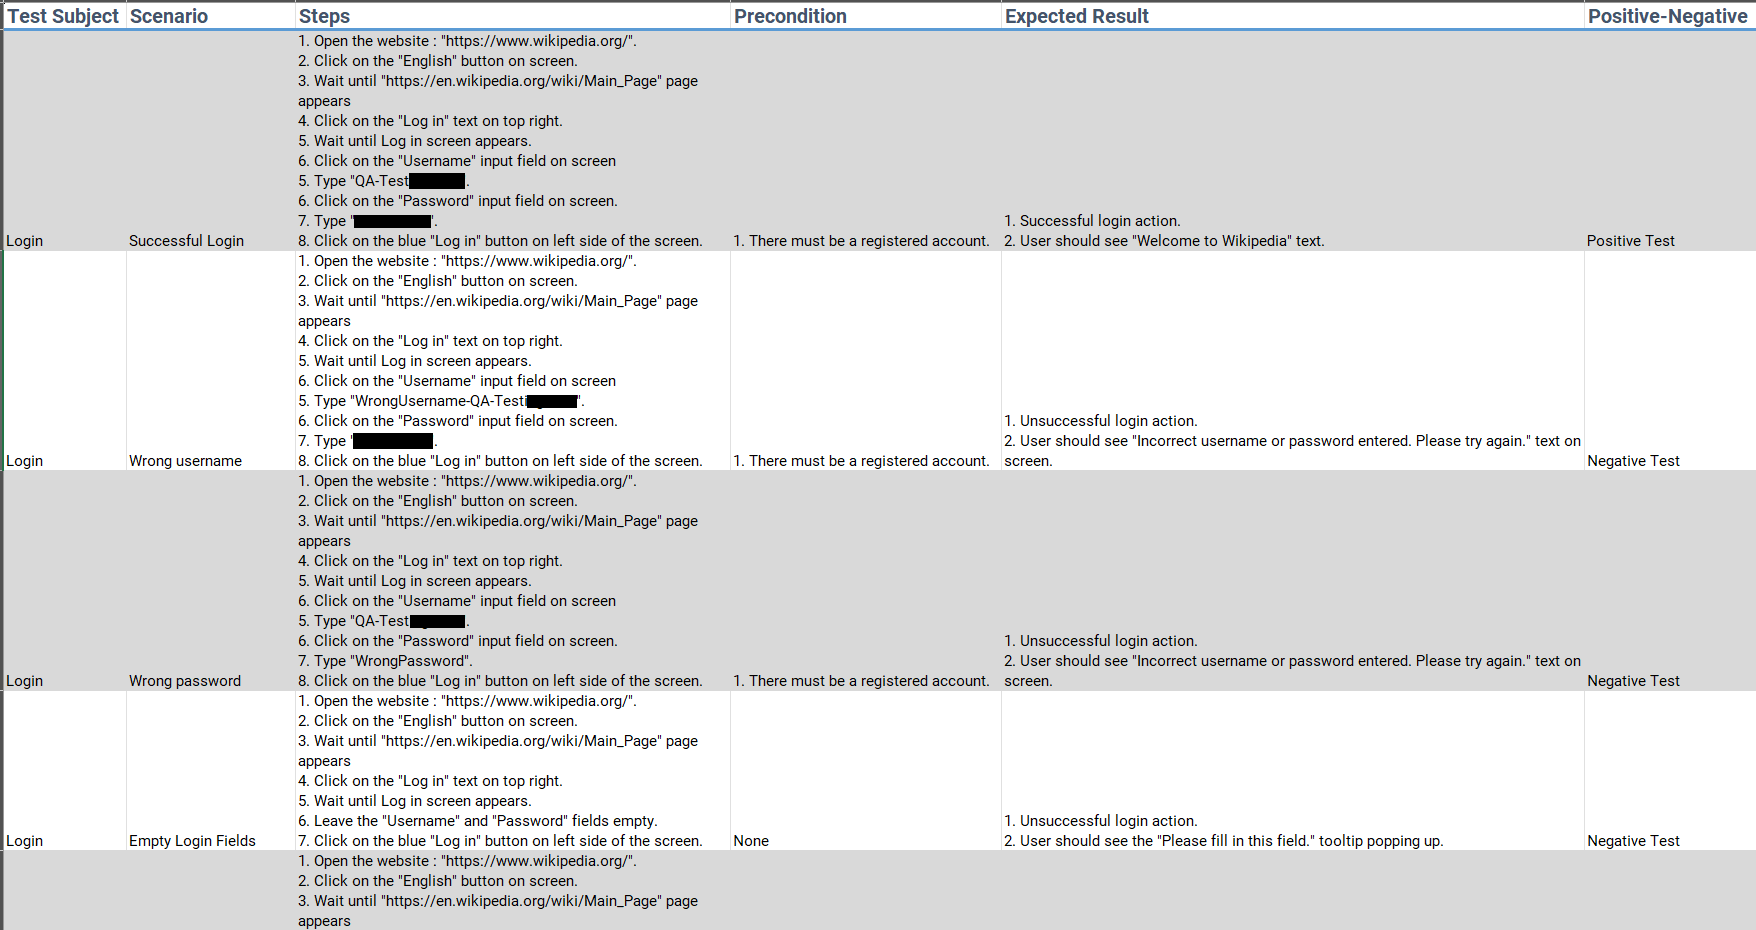 Test Subject Scenario Steps Precondition Expected Result Positive-Negative
1. Open the website : "https://www.wikipedia.org/".
2. Click on the "English" button on screen.
3. Wait until "https://en.wikipedia.org/wiki/Main_Page" page
appears
4. Click on the "Log in" text on top right.
5. Wait until Log in screen appears.
6. Click on the "Username" input field on screen
5. Type "QA-Test .
6. Click on the "Password" input field on screen.
7. Type " ".
1. Successful login action.
Login Successful Login 8. Click on the blue "Log in" button on left side of the screen. 1. There must be a registered account. 2. User should see "Welcome to Wikipedia" text. Positive Test
1. Open the website : "https://www.wikipedia.org/".
2. Click on the "English" button on screen.
3. Wait until "https://en.wikipedia.org/wiki/Main_Page" page
appears
4. Click on the "Log in" text on top right.
5. Wait until Log in screen appears.
6. Click on the "Username" input field on screen
5. Type "WrongUsername-QA-Testi ".
6. Click on the "Password" input field on screen. 1. Unsuccessful login action.
7. Type " . 2. User should see "Incorrect username or password entered. Please try again." text on
Login Wrong username 8. Click on the blue "Log in" button on left side of the screen. 1. There must be a registered account. screen. Negative Test
1. Open the website : "https://www.wikipedia.org/".
2. Click on the "English" button on screen.
3. Wait until "https://en.wikipedia.org/wiki/Main_Page" page
appears
4. Click on the "Log in" text on top right.
5. Wait until Log in screen appears.
6. Click on the "Username" input field on screen
5. Type "QA-Test .
6. Click on the "Password" input field on screen. 1. Unsuccessful login action.
7. Type "WrongPassword". 2. User should see "Incorrect username or password entered. Please try again." text on
Login Wrong password 8. Click on the blue "Log in" button on left side of the screen. 1. There must be a registered account. screen. Negative Test
1. Open the website : "https://www.wikipedia.org/".
2. Click on the "English" button on screen.
3. Wait until "https://en.wikipedia.org/wiki/Main_Page" page
appears
4. Click on the "Log in" text on top right.
5. Wait until Log in screen appears.
6. Leave the "Username" and "Password" fields empty. 1. Unsuccessful login action.
Login Empty Login Fields 7. Click on the blue "Log in" button on left side of the screen. None 2. User should see the "Please fill in this field." tooltip popping up. Negative Test
1. Open the website : "https://www.wikipedia.org/".
2. Click on the "English" button on screen.
3. Wait until "https://en.wikipedia.org/wiki/Main_Page" page
appears